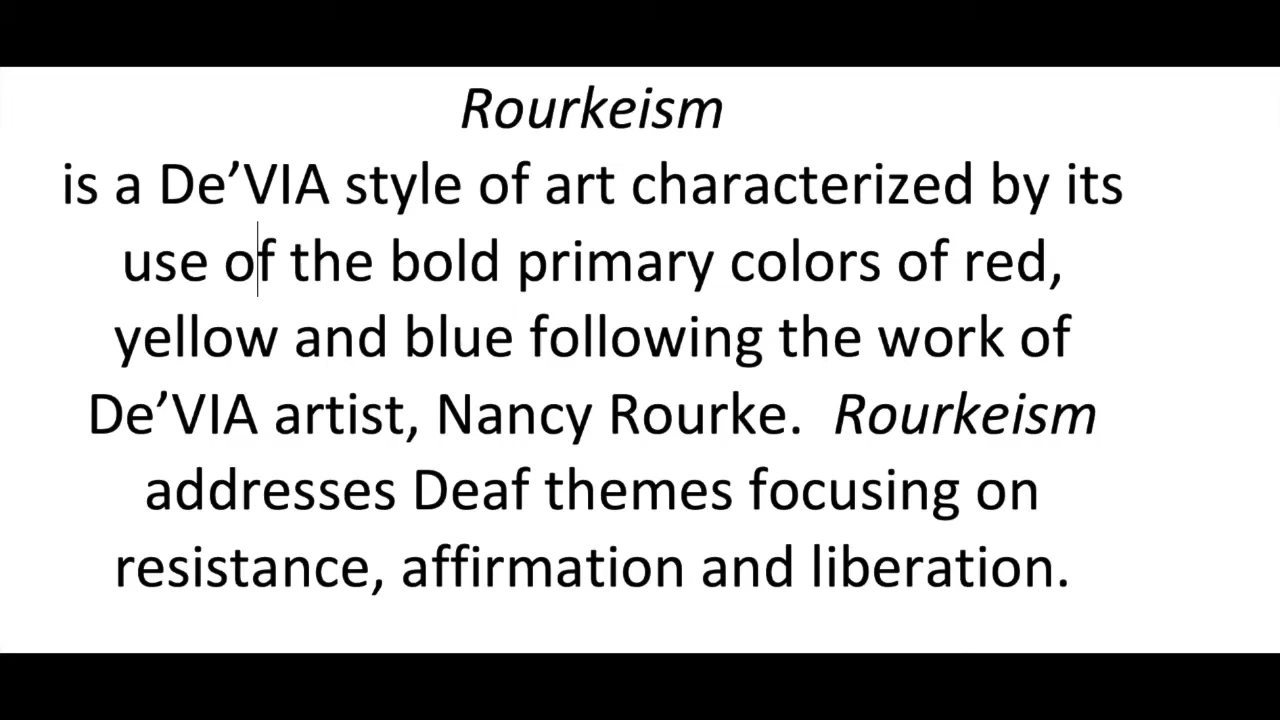 Rourkeism
is a De’VIA style of art characterized by its
use of the bold primary colors of red,
yellow and blue following the work of
De’VIA artist, Nancy Rourke. Rourkeism
addresses Deaf themes focusing on
resistance, affirmation and liberation.